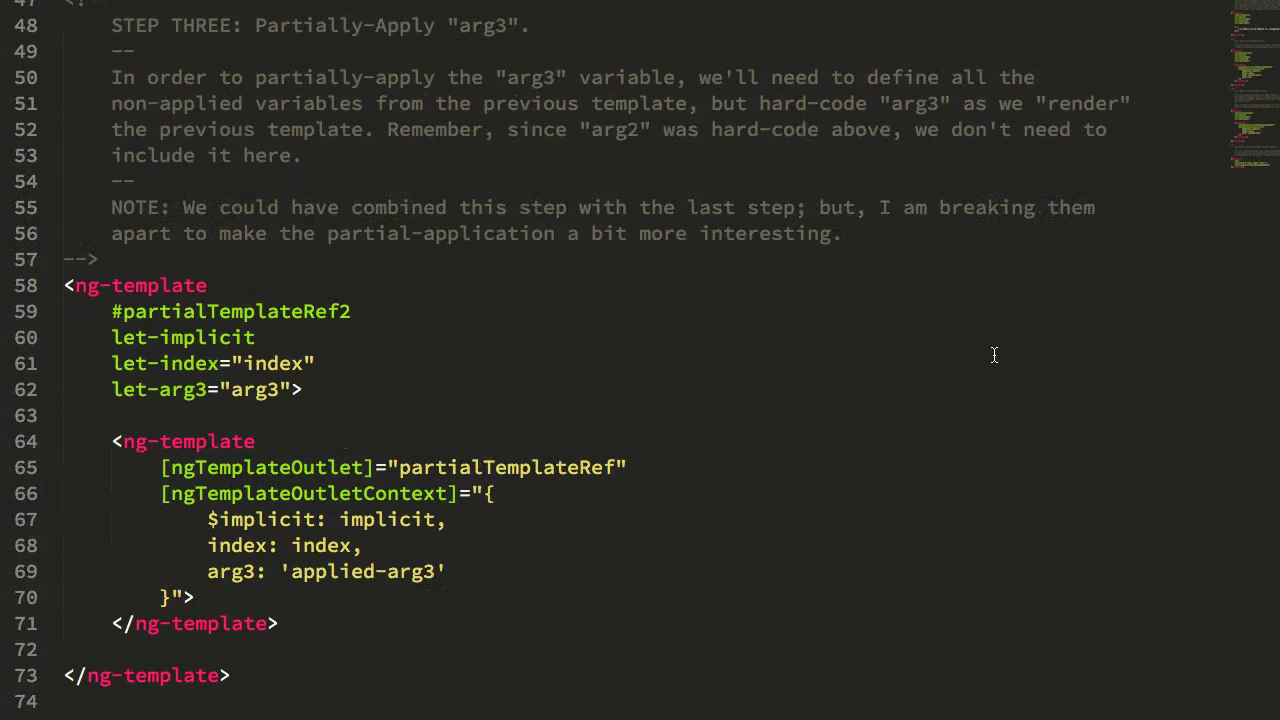 47 <!--
48 STEP THREE: Partially-Apply "arg3".
49 --
50 In order to partially-apply the "arg3" variable, we'll need to define all the
51 non-applied variables from the previous template, but hard-code "arg3" as we "render"
52 the previous template. Remember, since "arg2" was hard-code above, we don't need to
53 include it here.
54 --
55 NOTE: We could have combined this step with the last step; but, I am breaking them
56 apart to make the partial-application a bit more interesting.
57 -->
58 <ng-template
59 #partialTemplateRef2
60 let-implicit
61 let-index="index"
62 let-arg3="arg3">
63
64 <ng-template
65 [ngTemplateOutlet]="partialTemplateRef"
66 [ngTemplateOutletContext]="{
67 $implicit: implicit,
68 index: index,
69 arg3: 'applied-arg3'
70 }">
71 </ng-template>
72
73 </ng-template>
74